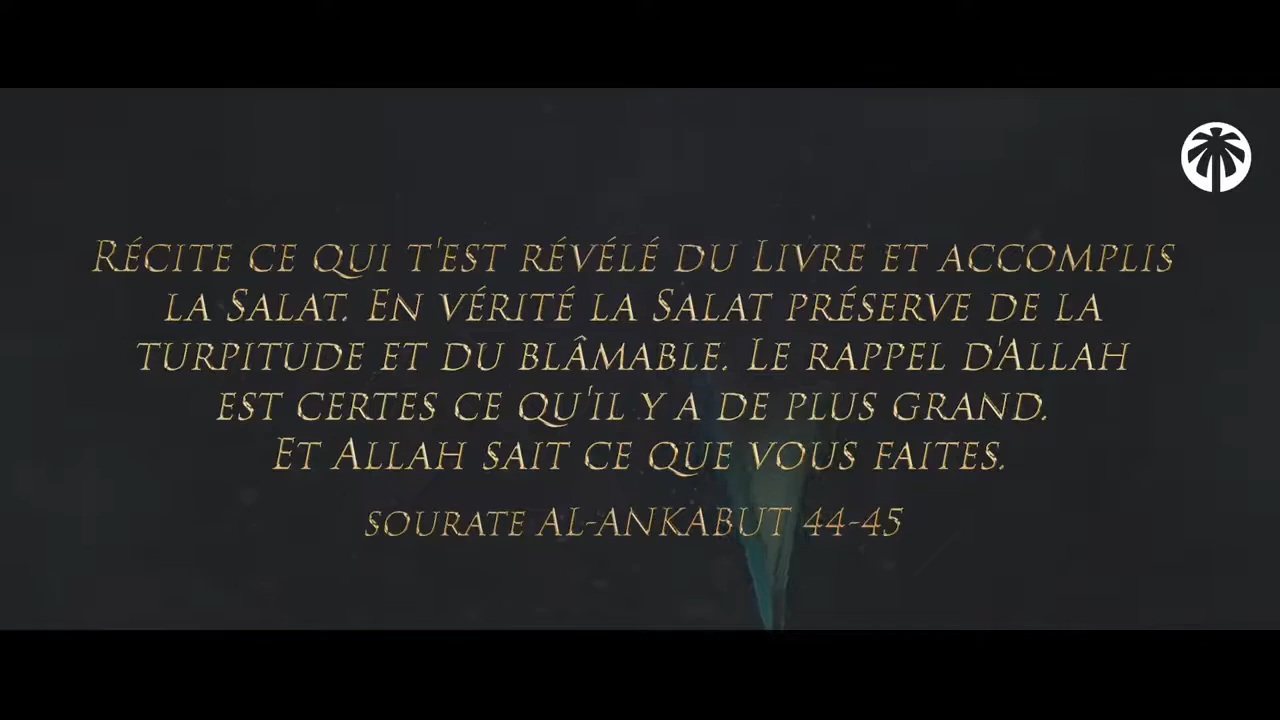 Récite ce qui t'est révélé du Livre et accomplis
la Salat. En vérité la Salat préserve de la
turpitude et du blâmable. Le rappel d'Allah
est certes ce qu'il y a de plus grand.
Et Allah sait ce que vous faites.
sourate AL-ANKABUT 44-45